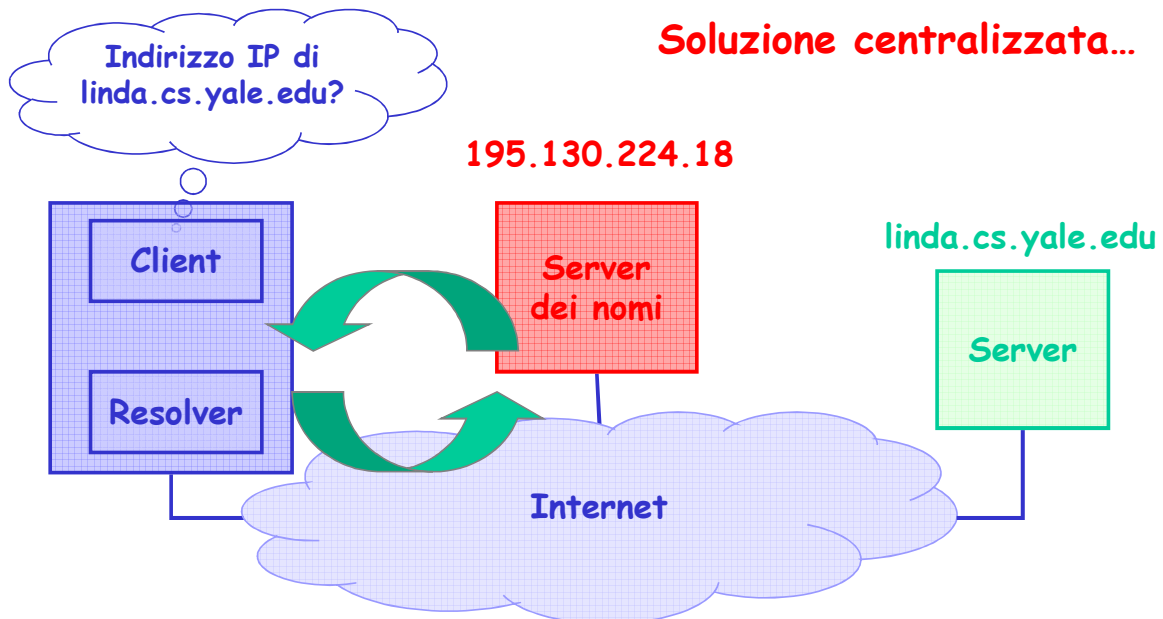 Soluzione centralizzata…
Indirizzo IP di
linda.cs.yale.edu?
195.130.224.18
linda.cs.yale.edu
Client
Server
dei nomi
Server
Resolver
Internet